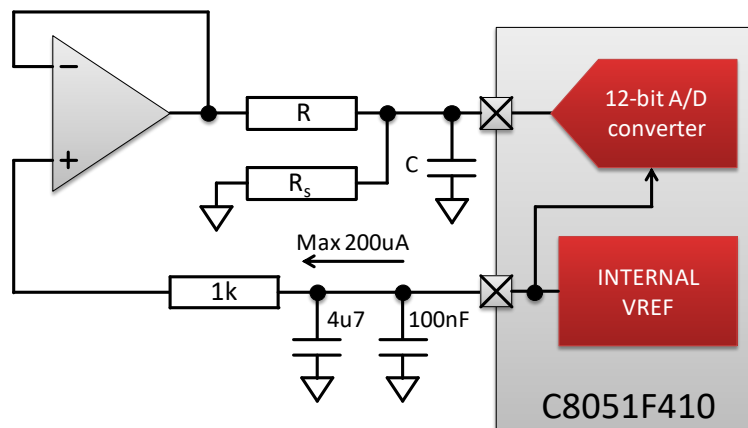 −
+
R
Rs
C
12-bit A/D
converter
Max 200uA
1k
4u7
100nF
INTERNAL
VREF
C8051F410